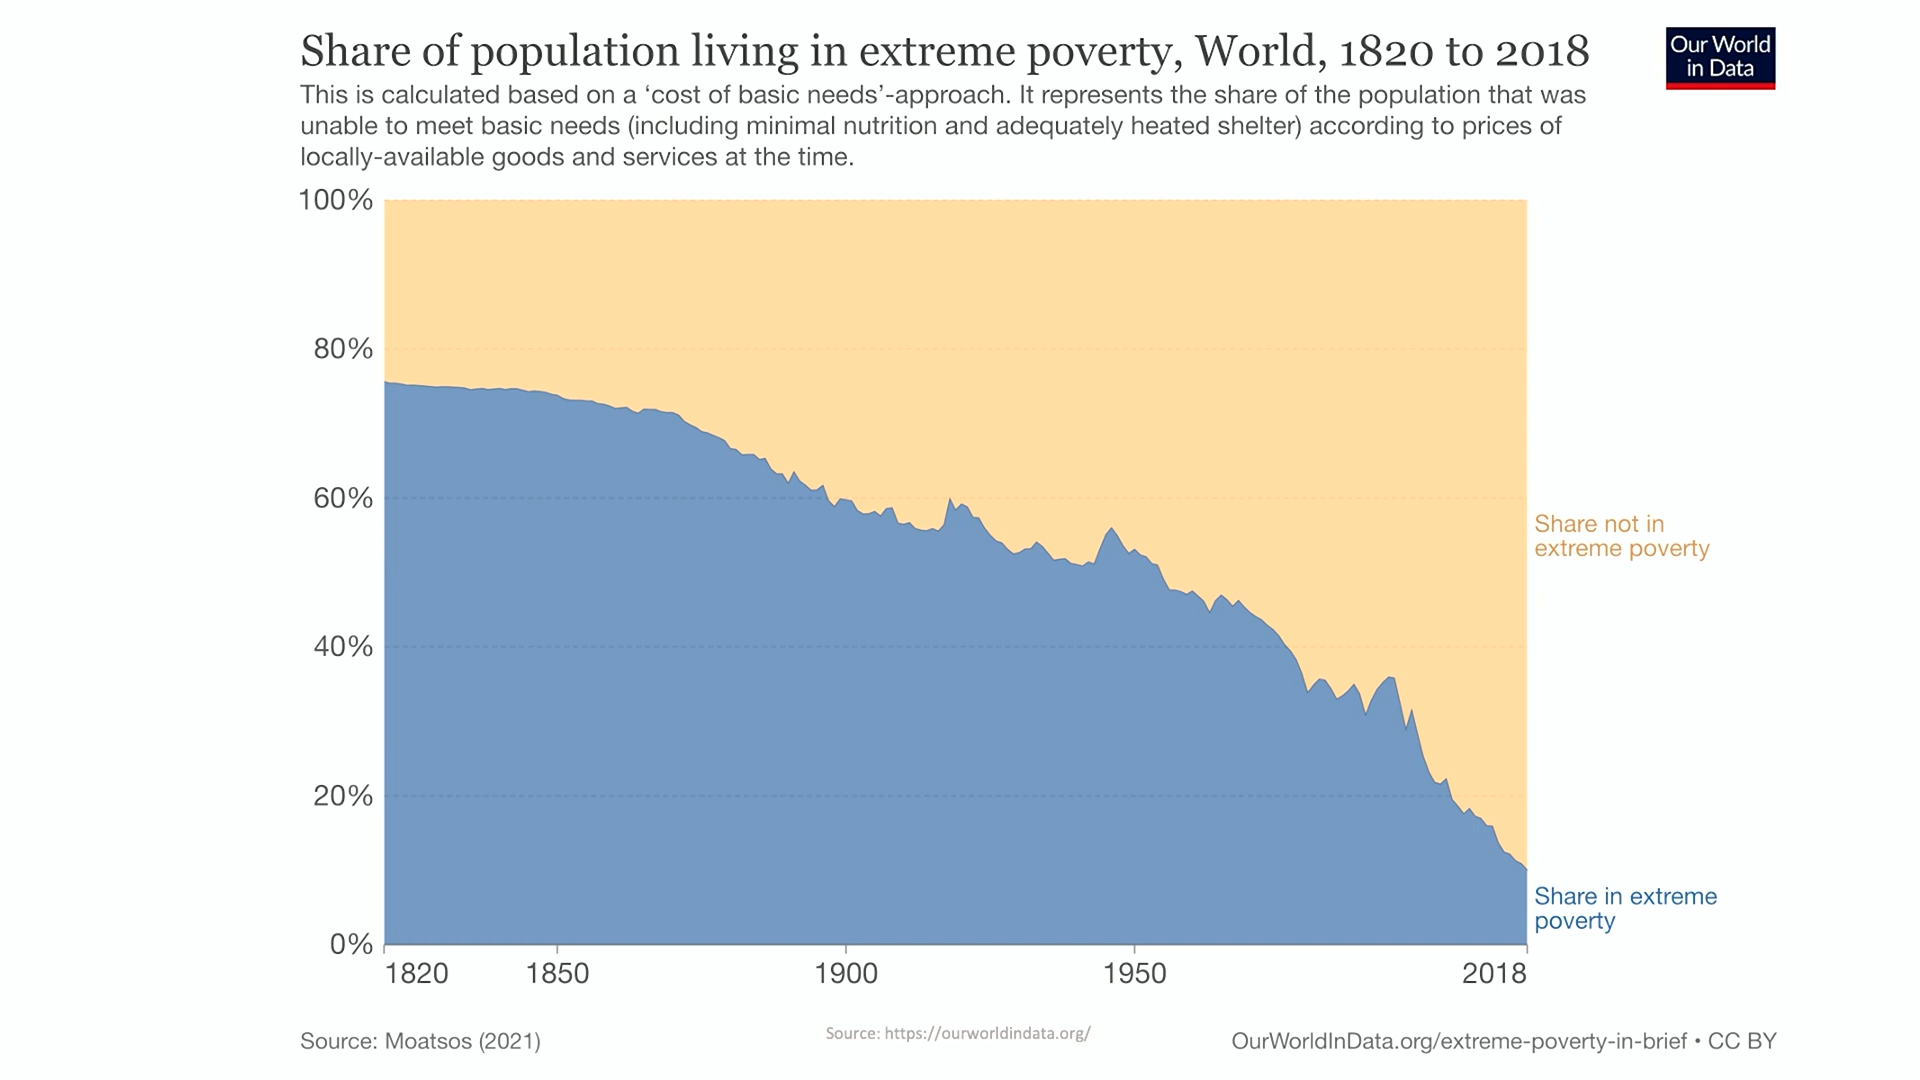 Share of population living in extreme poverty, World, 1820 to 2018
Our World
in Data
This is calculated based on a ‘cost of basic needs’-approach. It represents the share of the population that was
unable to meet basic needs (including minimal nutrition and adequately heated shelter) according to prices of
locally-available goods and services at the time.
100%
80%
60%
40%
20%
0%
Share not in
extreme poverty
Share in extreme
poverty
1820
1850
1900
1950
2018
Source: Moatsos (2021)
Source: https://ourworldindata.org/
OurWorldInData.org/extreme-poverty-in-brief • CC BY